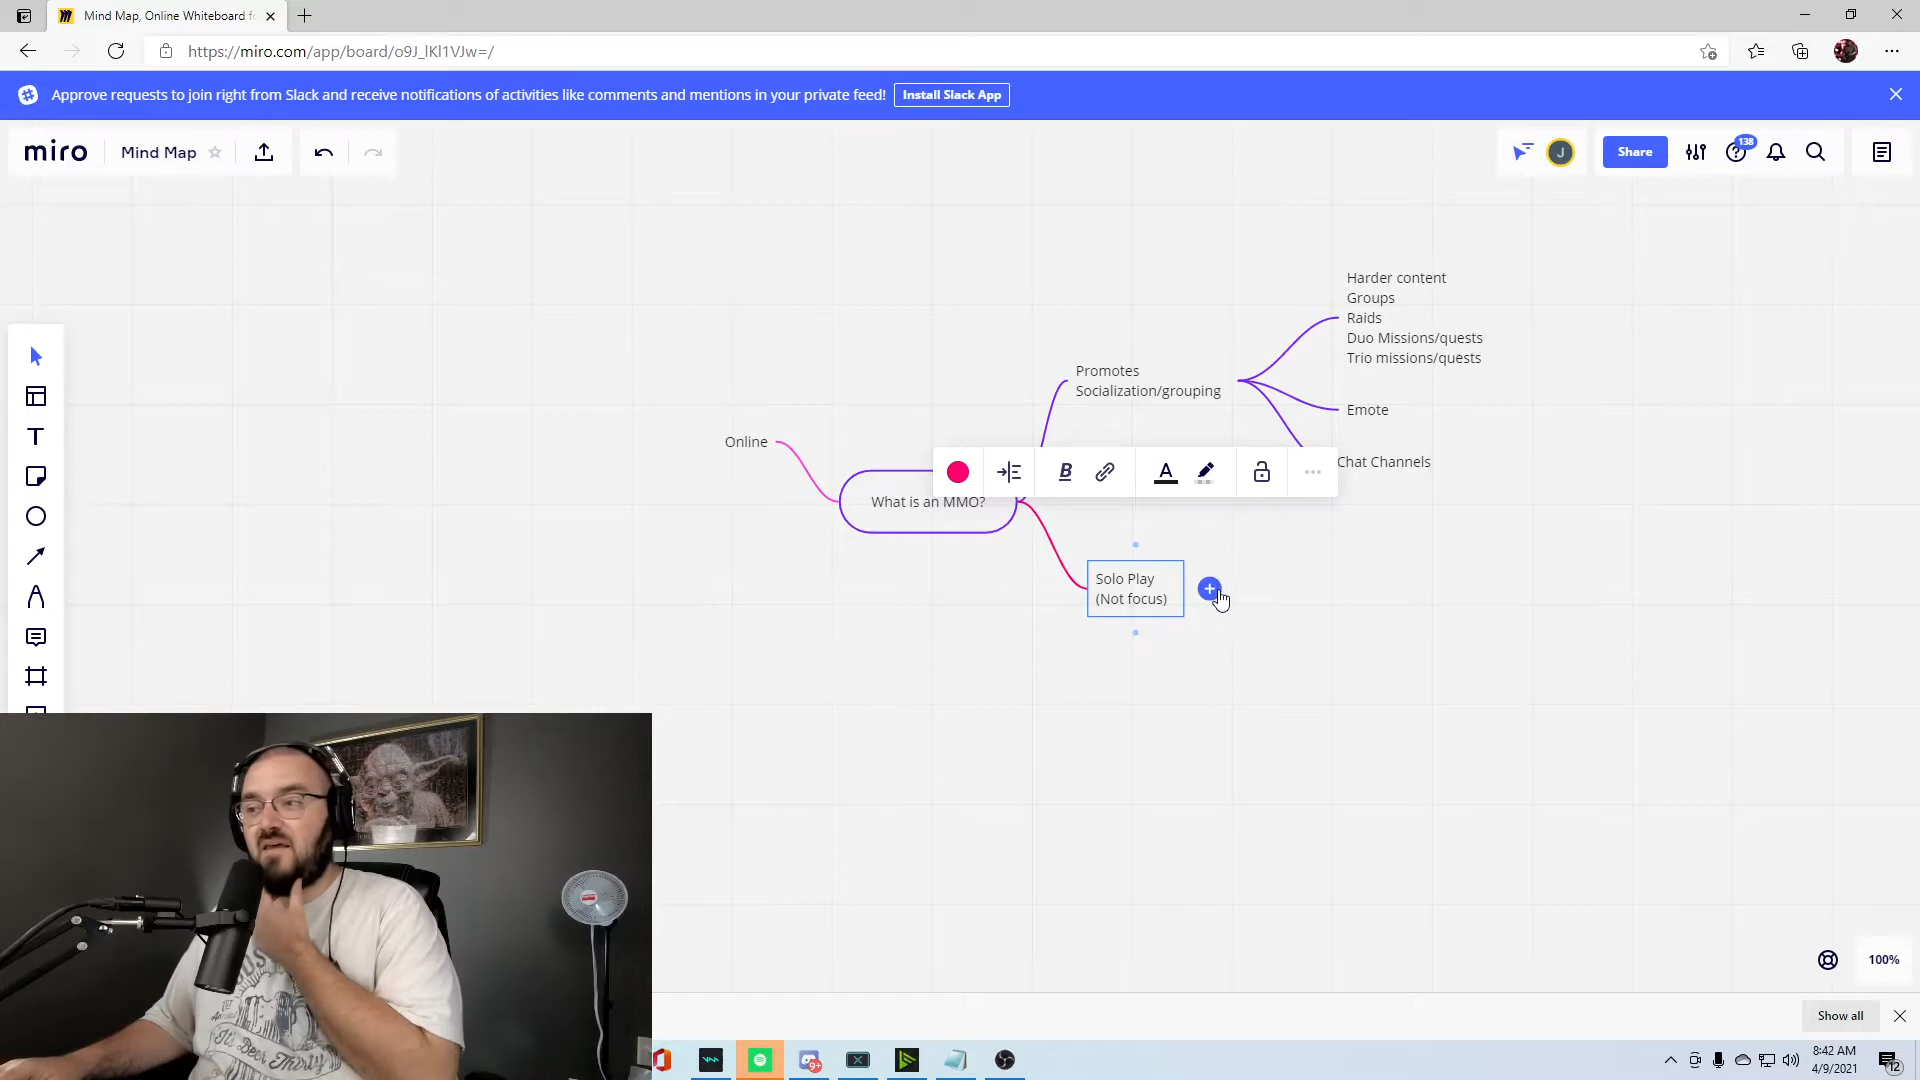 Mind Map, Online Whiteboard fo
https://miro.com/app/board/o9J_lKl1VJw=/
Approve requests to join right from Slack and receive notifications of activities like comments and mentions in your private feed!
Install Slack App
miro
Mind Map
J
Share
138
Harder content
Groups
Raids
Duo Missions/quests
Trio missions/quests
Promotes
Socialization/grouping
Emote
Online
Chat Channels
B
A
What is an MMO?
Solo Play
(Not focus)
T
100%
Show all
9+
8:42 AM
4/9/2021
12